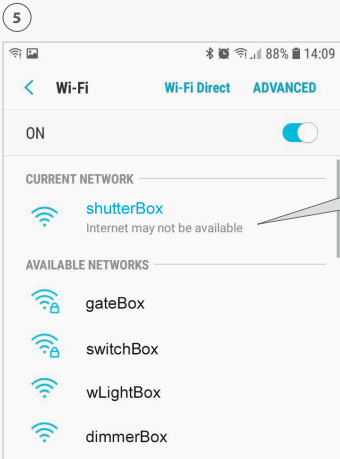 5
88% 14:09
Wi-Fi Wi-Fi Direct ADVANCED
ON
CURRENT NETWORK
shutterBox
Internet may not be available
AVAILABLE NETWORKS
gateBox
switchBox
wLightBox
dimmerBox